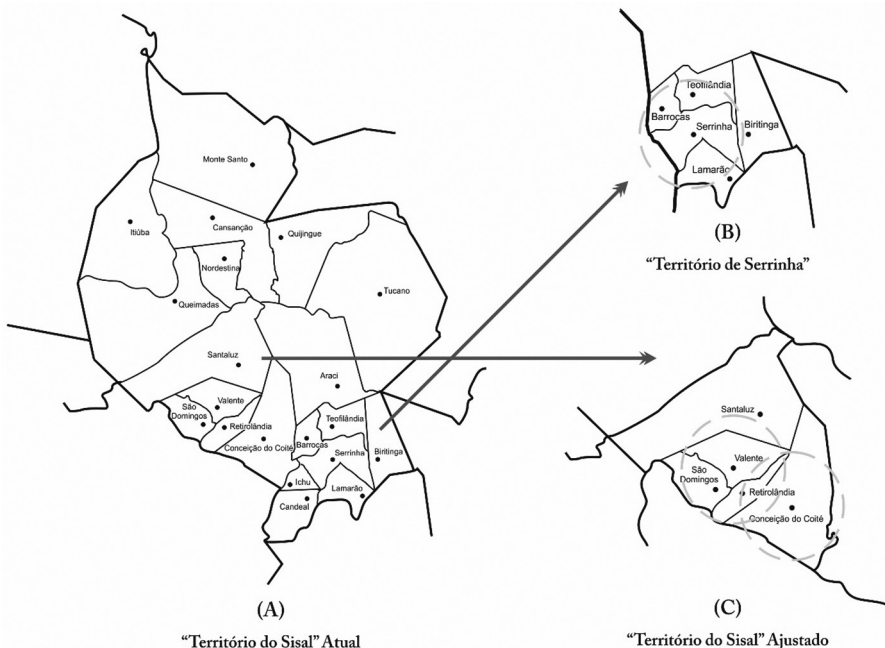 Monte Santo
Itiúba
Cansanção
Quijingue
Nordestina
Queimadas
Tucano
Santaluz
Araci
São
Domingos
Valente
Retirolândia
Conceição do Coité
Teofilândia
Barrocas
Serrinha
Biritinga
Ichu
Candeal
Lamarão
(A)
"Território do Sisal" Atual
Teofilândia
Barrocas
Serrinha
Biritinga
Lamarão
(B)
"Território de Serrinha"
Santaluz
Valente
São
Domingos
Retirolândia
Conceição do Coité
(C)
"Território do Sisal" Ajustado